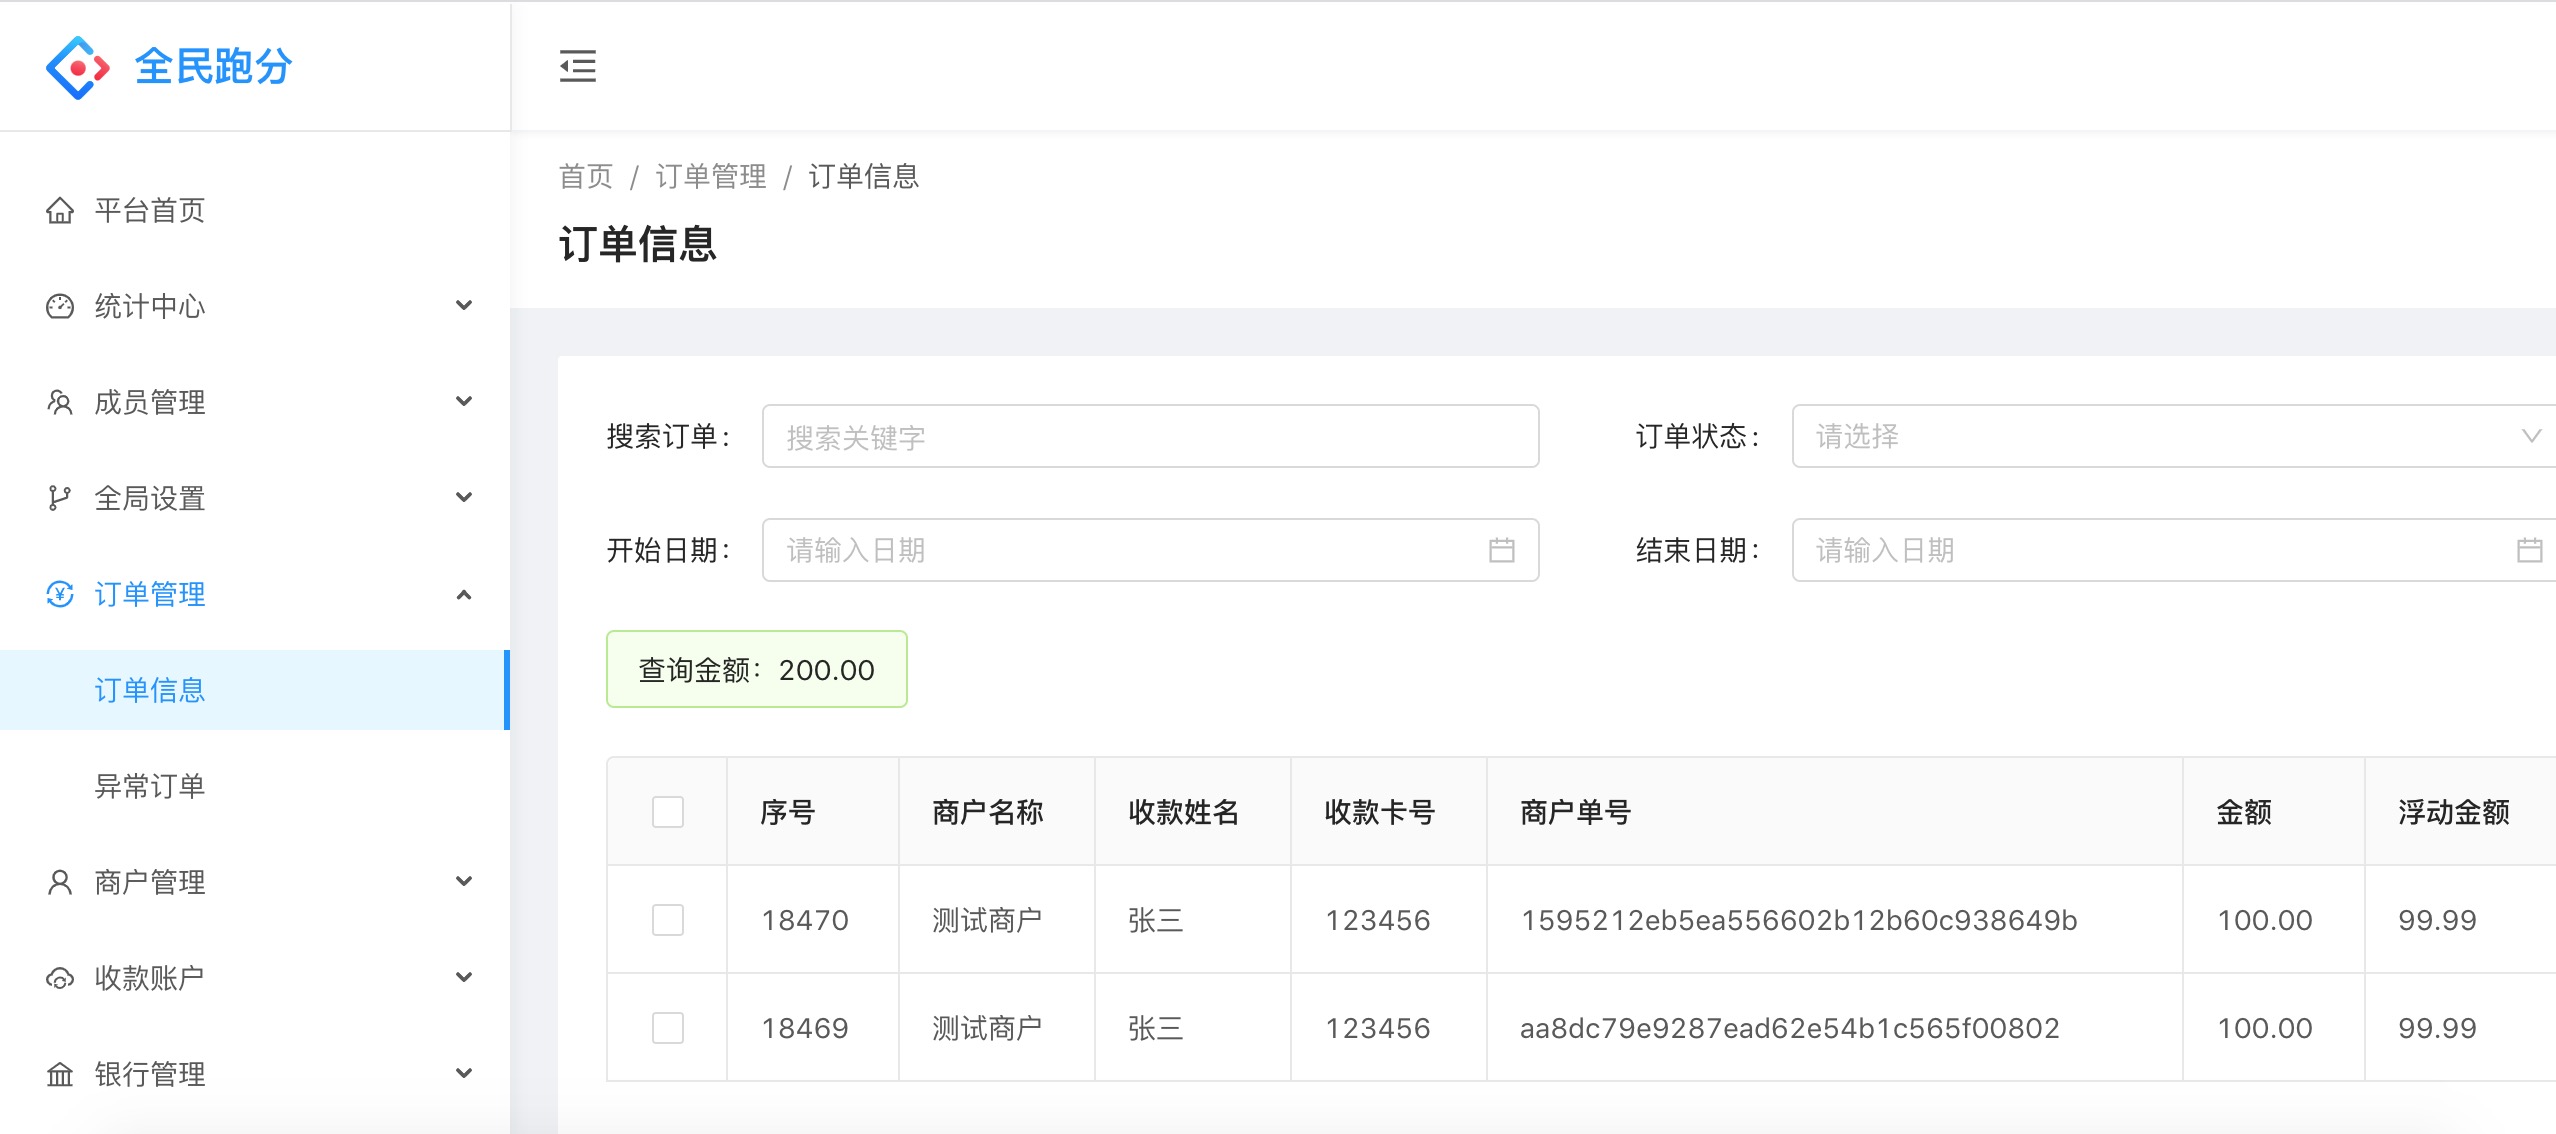 全民跑分
平台首页
统计中心
成员管理
全局设置
订单管理
订单信息
异常订单
商户管理
收款账户
银行管理
首页 / 订单管理 / 订单信息
订单信息
搜索订单： 搜索关键字 订单状态： 请选择
开始日期： 请输入日期 结束日期： 请输入日期
查询金额：200.00
序号 商户名称 收款姓名 收款卡号 商户单号 金额 浮动金额
18470 测试商户 张三 123456 1595212eb5ea556602b12b60c938649b 100.00 99.99
18469 测试商户 张三 123456 aa8dc79e9287ead62e54b1c565f00802 100.00 99.99